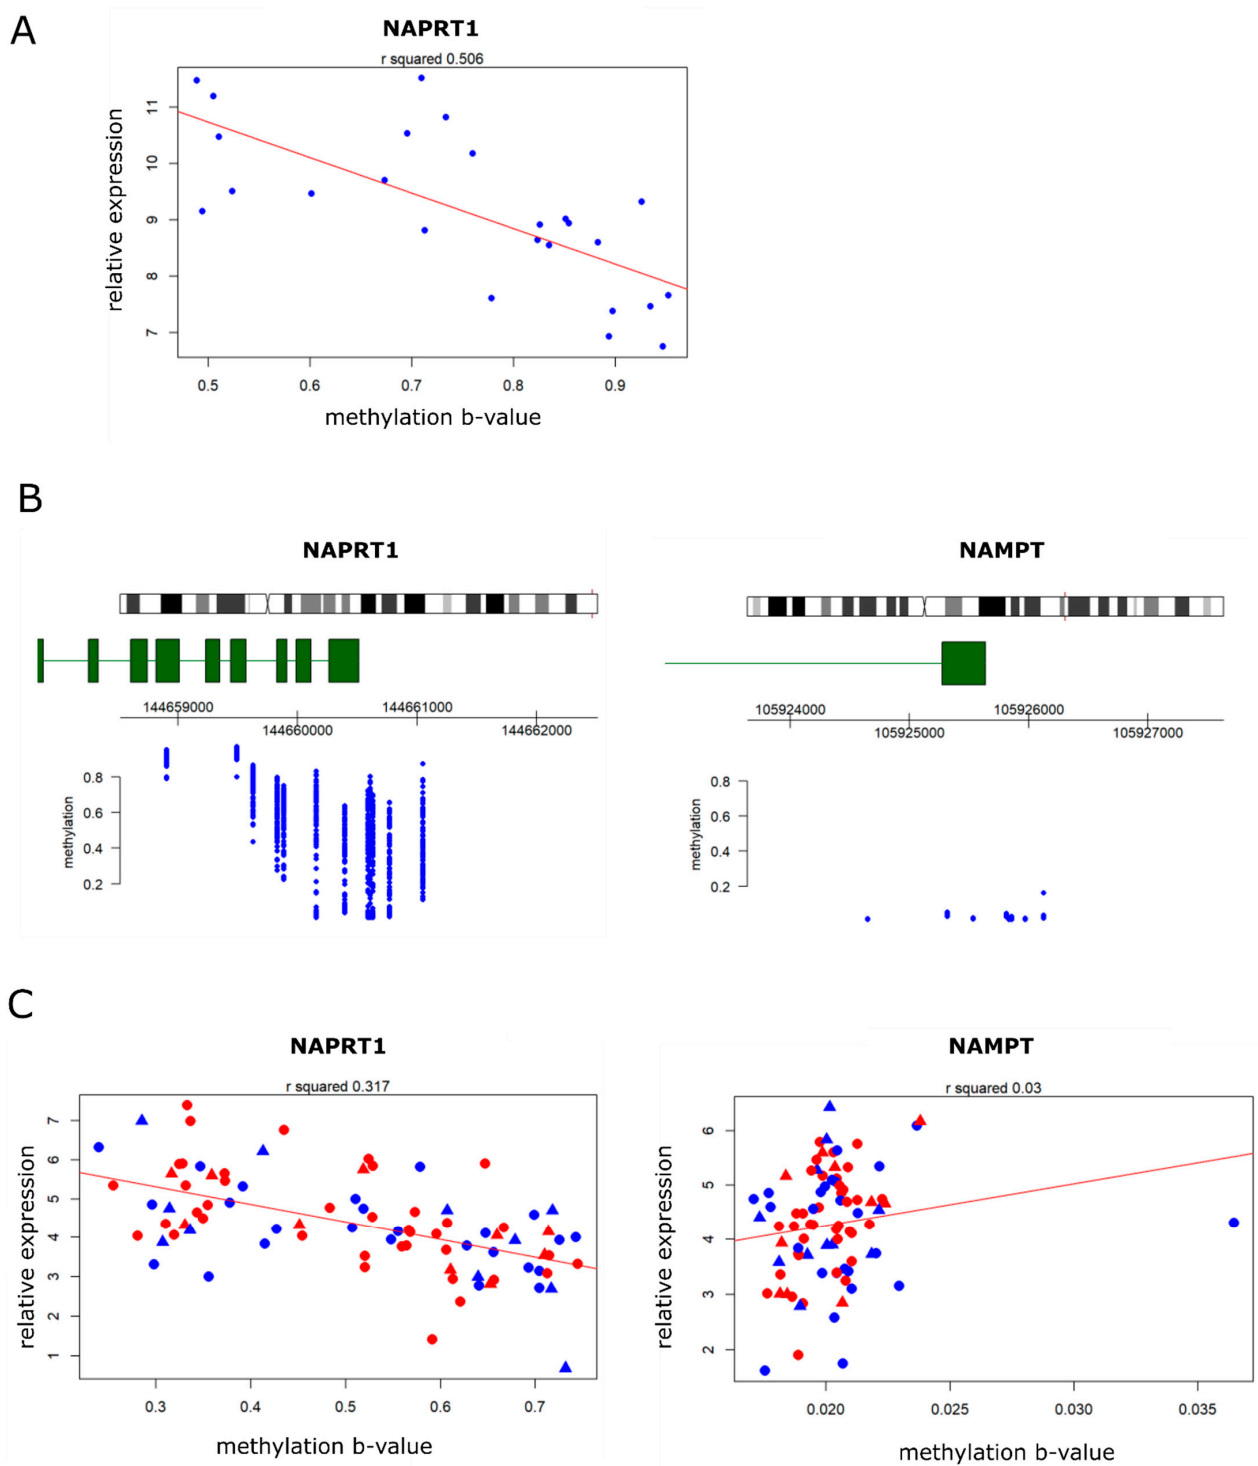 A
NAPRT1
r squared 0.506
relative expression
11
10
9
8
7
0.5 0.6 0.7 0.8 0.9
methylation b-value
B
NAPRT1
144659000 144661000
144660000 144662000
methylation
0.8
0.6
0.4
0.2
NAMPT
105924000 105926000
105925000 105927000
methylation
0.8
0.6
0.4
0.2
C
NAPRT1
r squared 0.317
relative expression
7
6
5
4
3
2
1
0.3 0.4 0.5 0.6 0.7
methylation b-value
NAMPT
r squared 0.03
relative expression
6
5
4
3
2
0.020 0.025 0.030 0.035
methylation b-value